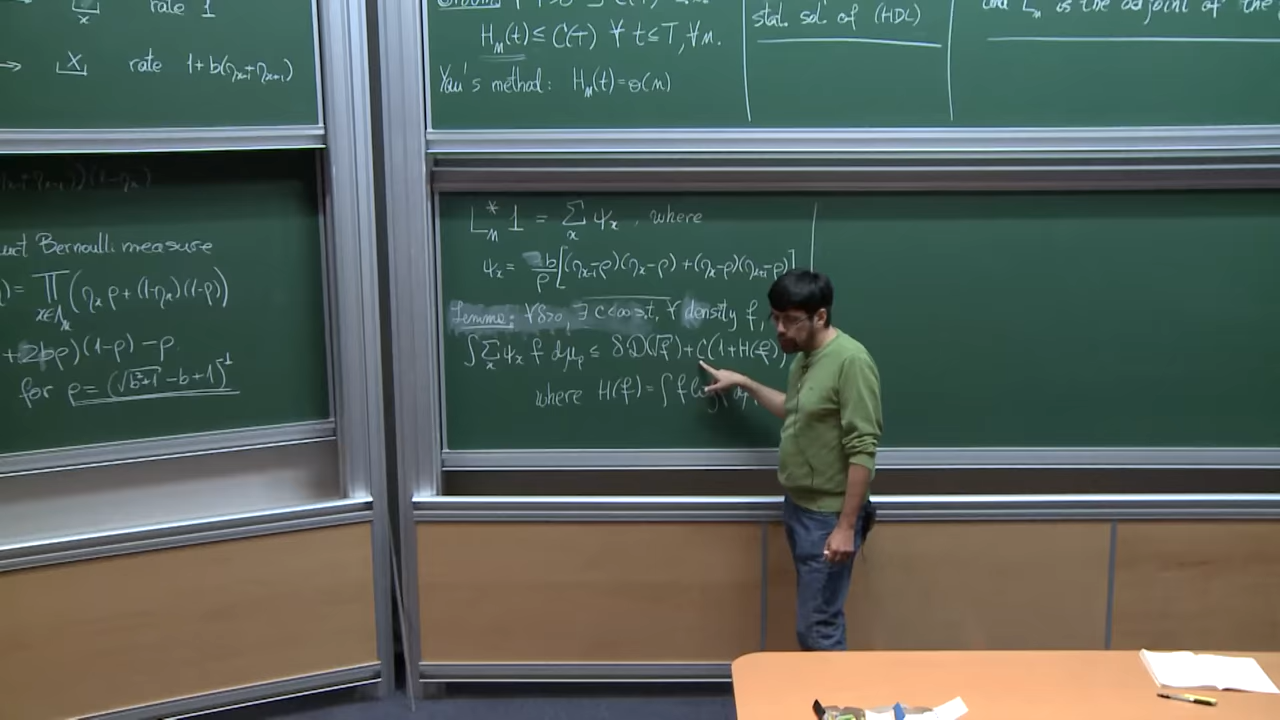 rate 1
→ ⌊X⌋ rate 1+b(η_{x-1}+η_{x+1})
Bernoulli measure
= ∏_{x∈Λ_n} (η_x ρ + (1-η_x)(1-ρ))
+2bρ)(1-ρ) - ρ
for ρ = (√(b²+1) - b + 1)^{-1}
H_n(t) ≤ C(T) ∀ t ≤ T, ∀ n.
Yau's method: H_n(t) = o(n)
stat. sol. of (HDL)
is the adjoint of the
L_n^* 1 = Σ_x ψ_x, where
ψ_x = b/ρ [(η_{x-1}-ρ)(η_x-ρ) + (η_x-ρ)(η_{x+1}-ρ)]
Lemma: ∀ δ>0, ∃ C<∞ s.t. ∀ density f,
∫ Σ_x ψ_x f dμ_ρ ≤ δ D(√f) + C(1+H(f))
where H(f) = ∫ f log